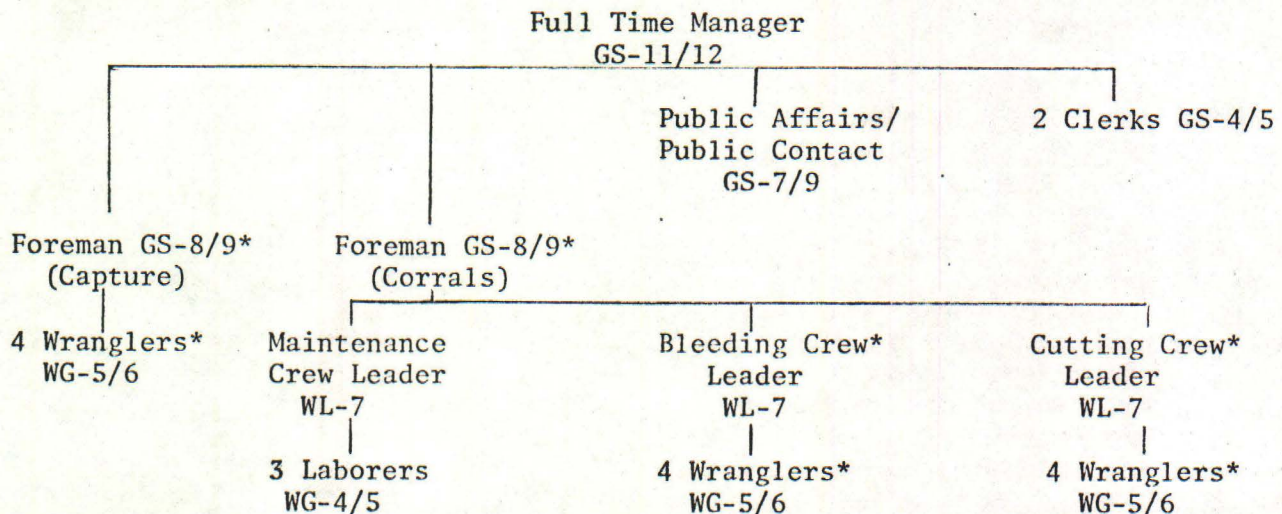 Full Time Manager
GS-11/12
Public Affairs/
Public Contact
GS-7/9
2 Clerks GS-4/5
Foreman GS-8/9*
(Capture)
Foreman GS-8/9*
(Corrals)
4 Wranglers*
WG-5/6
Maintenance
Crew Leader
WL-7
Bleeding Crew*
Leader
WL-7
Cutting Crew*
Leader
WL-7
3 Laborers
WG-4/5
4 Wranglers*
WG-5/6
4 Wranglers*
WG-5/6